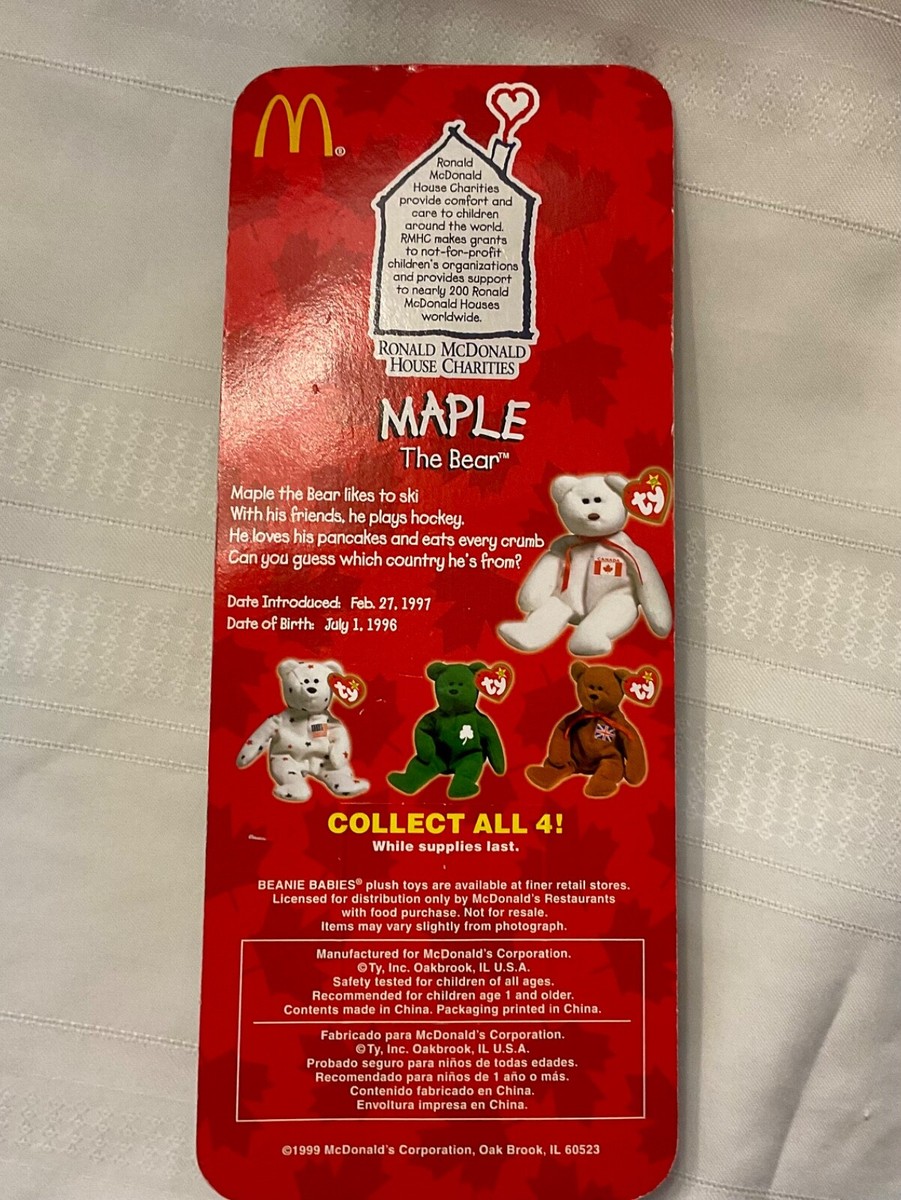 M®
Ronald
McDonald
House Charities
provide comfort and
care to children
around the world.
RMHC makes grants
to not-for-profit
children's organizations
and provides support
to nearly 200 Ronald
McDonald Houses
worldwide.
RONALD MCDONALD
HOUSE CHARITIES
MAPLE
The Bear™
Maple the Bear likes to ski
With his friends, he plays hockey.
He loves his pancakes and eats every crumb
Can you guess which country he's from?
ty
CANADA
Date Introduced: Feb. 27, 1997
Date of Birth: July 1, 1996
ty
ty
ty
COLLECT ALL 4!
While supplies last.
BEANIE BABIES® plush toys are available at finer retail stores.
Licensed for distribution only by McDonald's Restaurants
with food purchase. Not for resale.
Items may vary slightly from photograph.
Manufactured for McDonald's Corporation.
©Ty, Inc. Oakbrook, IL U.S.A.
Safety tested for children of all ages.
Recommended for children age 1 and older.
Contents made in China. Packaging printed in China.
Fabricado para McDonald's Corporation.
©Ty, Inc. Oakbrook, IL U.S.A.
Probado seguro para niños de todas edades.
Recomendado para niños de 1 año o más.
Contenido fabricado en China.
Envoltura impresa en China.
©1999 McDonald's Corporation, Oak Brook, IL 60523